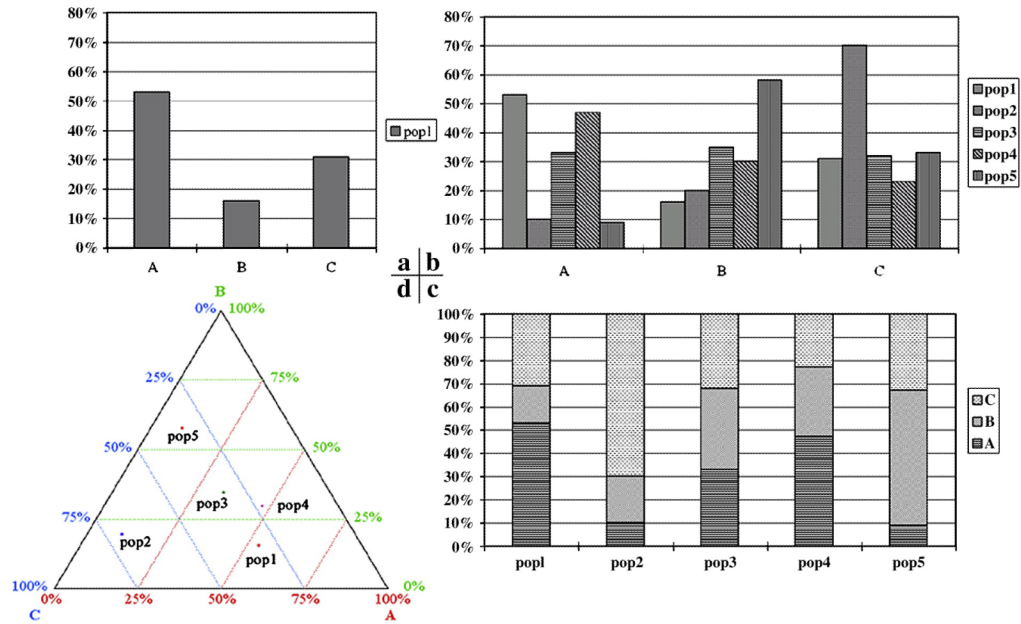 80%
70%
60%
50%
40%
30%
20%
10%
0%
A B C
pop1
80%
70%
60%
50%
40%
30%
20%
10%
0%
A B C
pop1
pop2
pop3
pop4
pop5
a b
d c
B
0% 100%
25% 75%
pop5
50% 50%
pop3 pop4
75% 25%
pop2 pop1
100% 0%
0% 25% 50% 75% 100%
C A
100%
90%
80%
70%
60%
50%
40%
30%
20%
10%
0%
pop1 pop2 pop3 pop4 pop5
C
B
A